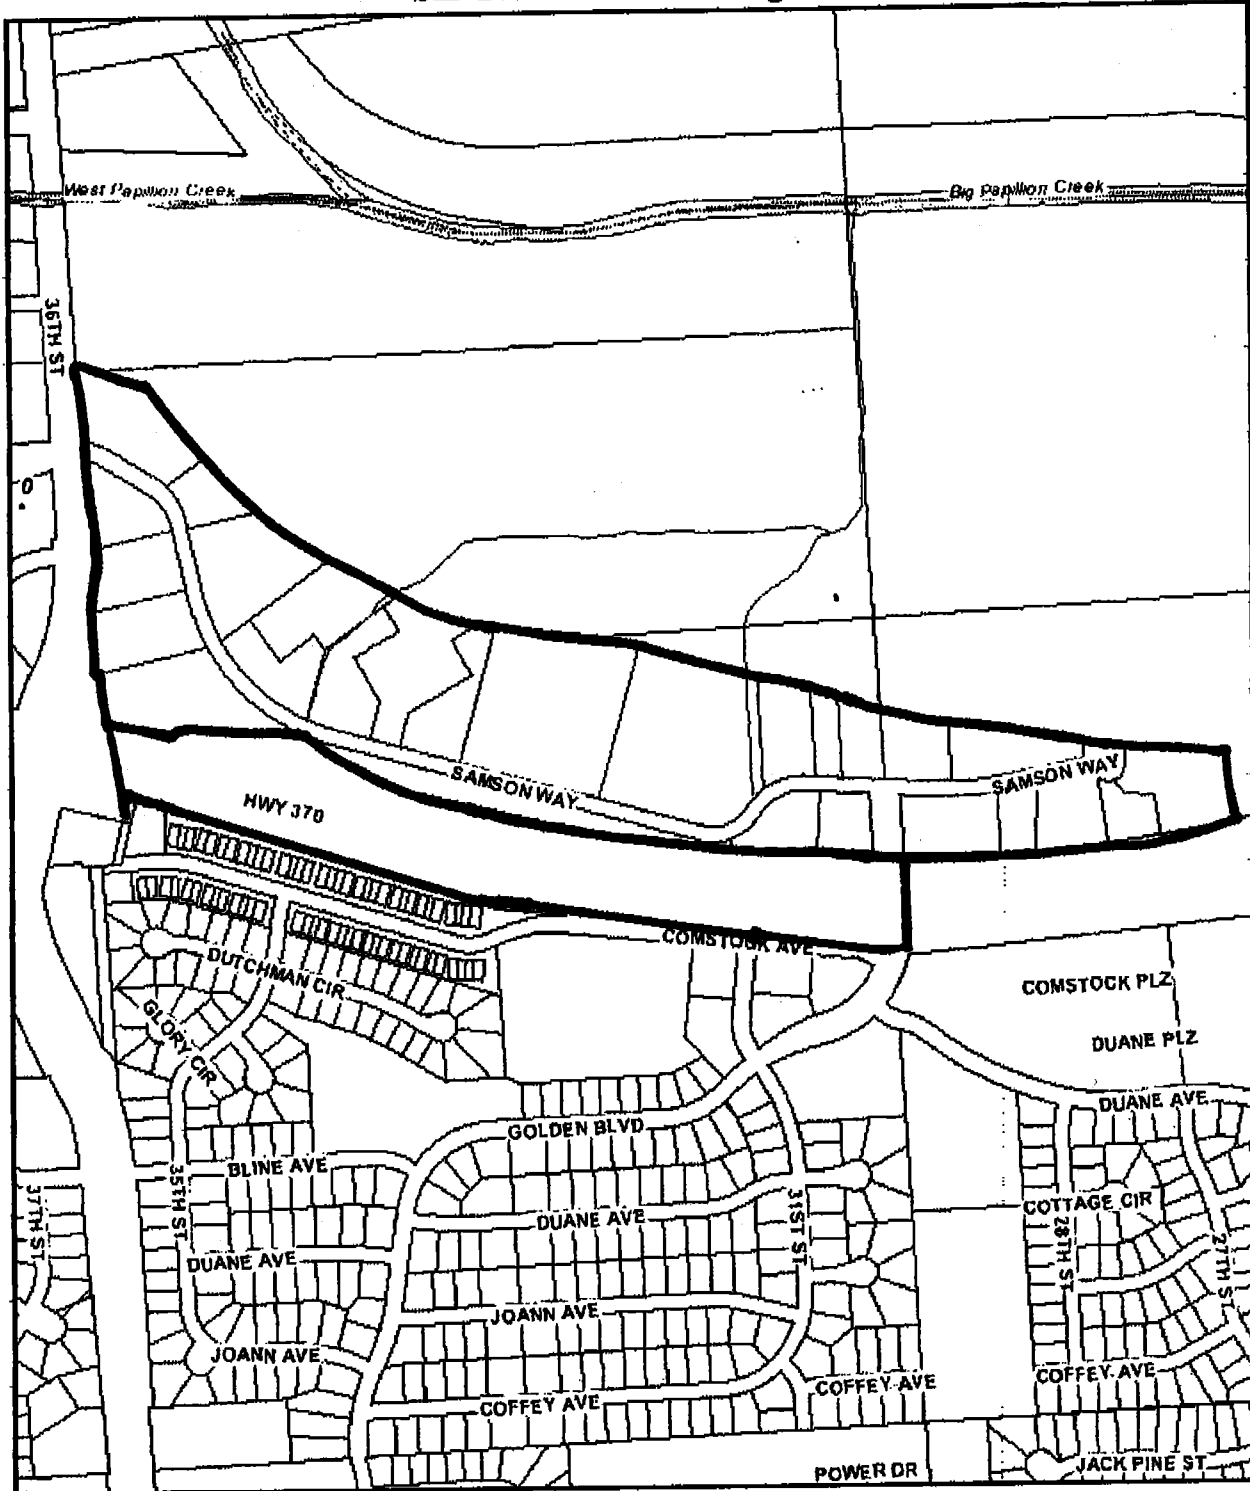 West Papillion Creek
Big Papillion Creek
36TH ST
SAMSON WAY
SAMSON WAY
HWY 370
COMSTOCK AVE
DUTCHMAN CIR
COMSTOCK PLZ
GLORY CIR
DUANE PLZ
DUANE AVE
GOLDEN BLVD
BLINE AVE
35TH ST
37TH ST
DUANE AVE
31ST ST
COTTAGE CIR
28TH ST
27TH ST
DUANE AVE
JOANN AVE
JOANN AVE
COFFEY AVE
COFFEY AVE
COFFEY AVE
POWER DR
JACK PINE ST